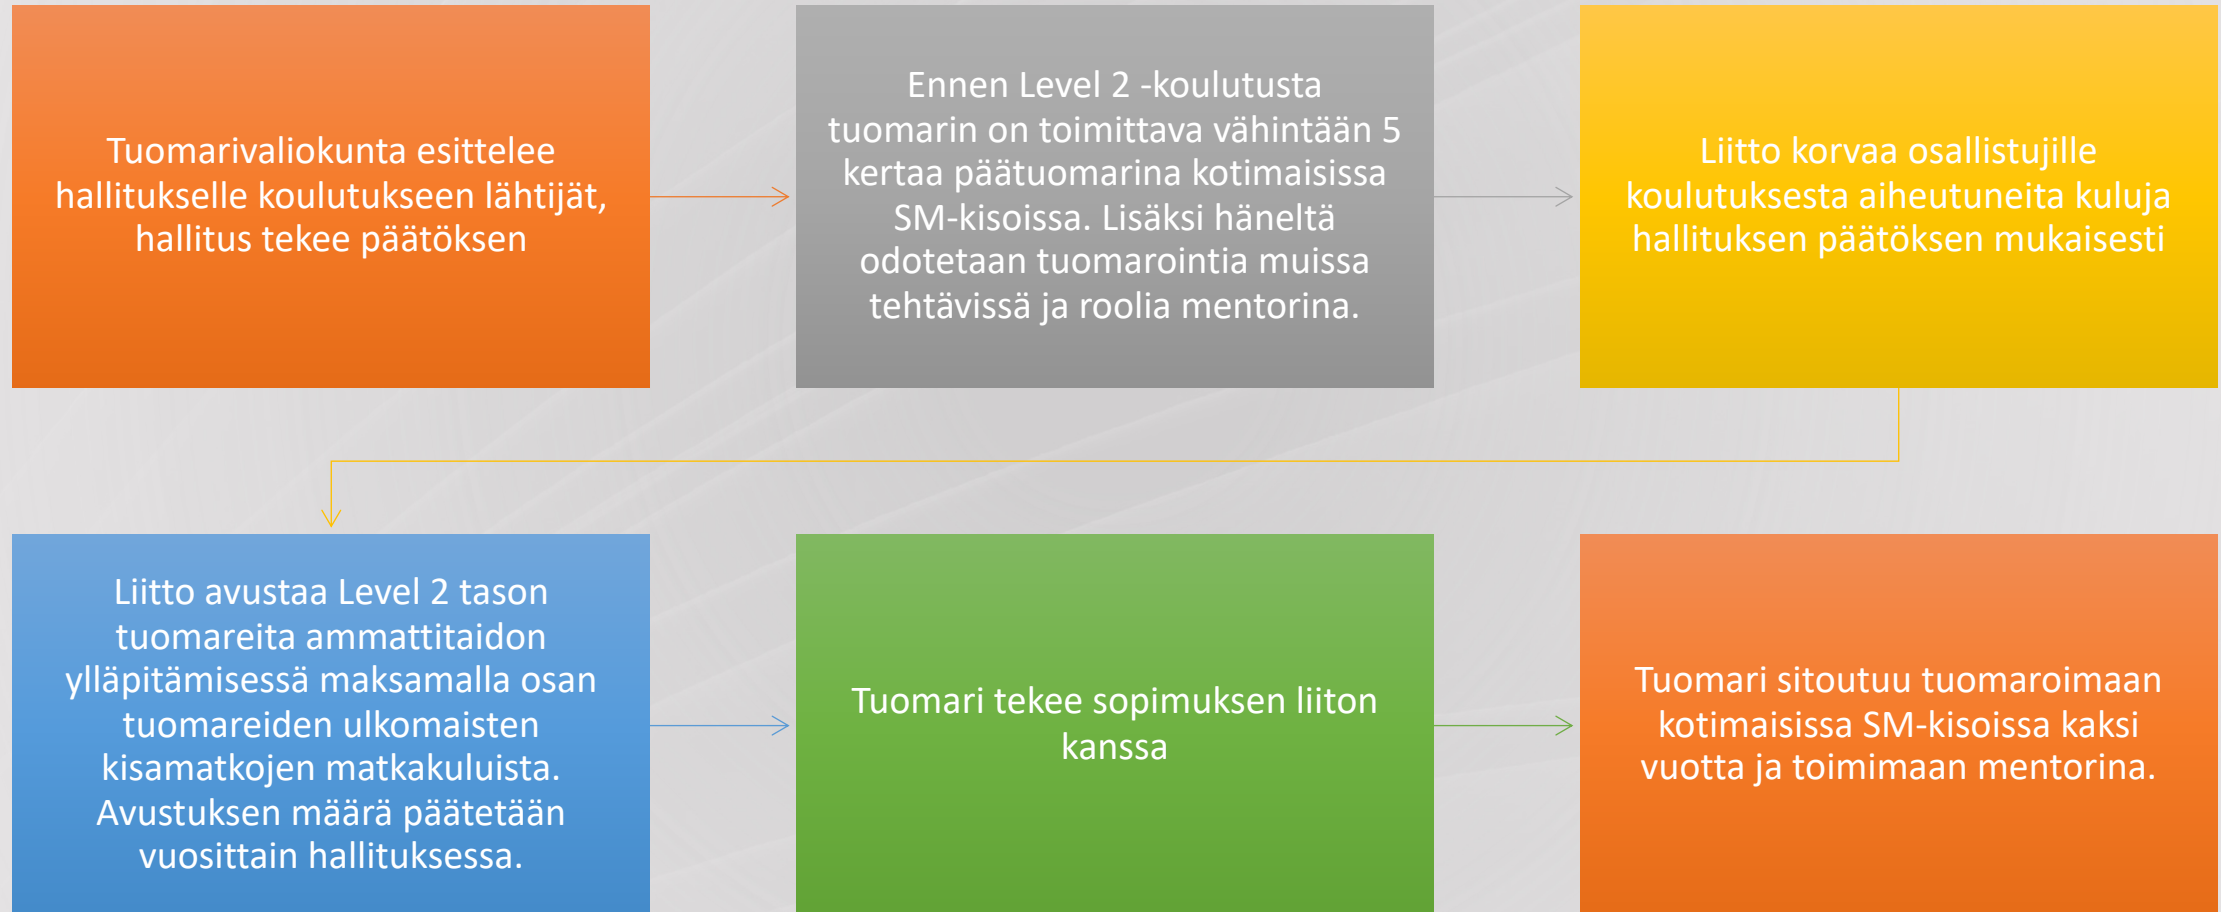 Tuomarivaliokunta esittelee
hallitukselle koulutukseen lähtijät,
hallitus tekee päätöksen
Ennen Level 2 -koulutusta
tuomarin on toimittava vähintään 5
kertaa päätuomarina kotimaisissa
SM-kisoissa. Lisäksi häneltä
odotetaan tuomarointia muissa
tehtävissä ja roolia mentorina.
Liitto korvaa osallistujille
koulutuksesta aiheutuneita kuluja
hallituksen päätöksen mukaisesti
Liitto avustaa Level 2 tason
tuomareita ammattitaidon
ylläpitämisessä maksamalla osan
tuomareiden ulkomaisten
kisamatkojen matkakuluista.
Avustuksen määrä päätetään
vuosittain hallituksessa.
Tuomari tekee sopimuksen liiton
kanssa
Tuomari sitoutuu tuomaroimaan
kotimaisissa SM-kisoissa kaksi
vuotta ja toimimaan mentorina.